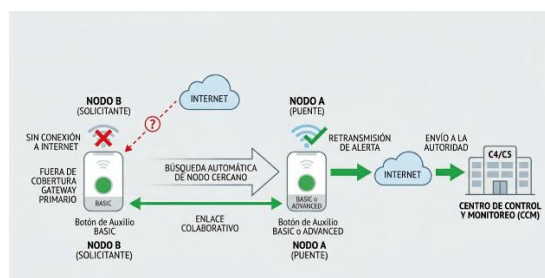 NODO B
(SOLICITANTE)
INTERNET
?
NODO A
(PUENTE)
SIN CONEXIÓN
A INTERNET
FUERA DE
COBERTURA
GATEWAY
PRIMARIO
BASIC
BÚSQUEDA AUTOMÁTICA
DE NODO CERCANO
BASIC o
ADVANCED
RETRANSMISIÓN
DE ALERTA
INTERNET
ENVÍO A LA
AUTORIDAD
C4/C5
CENTRO DE CONTROL
Y MONITOREO (CCM)
ENLACE
COLABORATIVO
Botón de Auxilio
BASIC
NODO B
(SOLICITANTE)
Botón de Auxilio
BASIC o ADVANCED
NODO A
(PUENTE)